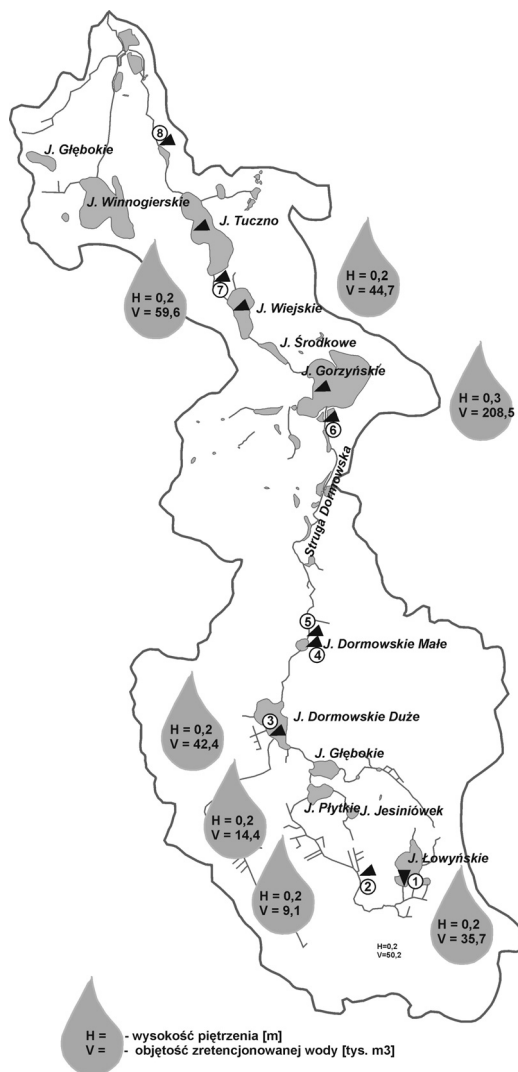 8
J. Głębokie
J. Winnogierskie
J. Tuczno
H = 0,2
V = 44,7
H = 0,2
V = 59,6
7
J. Wiejskie
J. Środkowe
J. Gorzyńskie
H = 0,3
V = 208,5
6
Struga Dormowska
5
J. Dormowskie Małe
4
3
J. Dormowskie Duże
H = 0,2
V = 42,4
J. Głębokie
J. Płytkie
J. Jesiniówek
H = 0,2
V = 14,4
J. Łowyńskie
2
1
H = 0,2
V = 9,1
H = 0,2
V = 35,7
H=0,2
V=50,2
H = - wysokość piętrzenia [m]
V = - objętość zretencjonowanej wody [tys. m3]